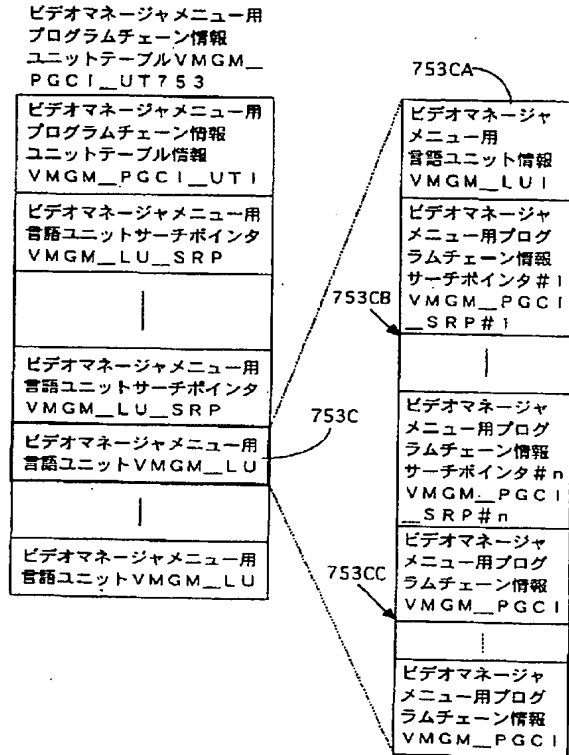 ビデオマネージャメニュー用
プログラムチェーン情報
ユニットテーブルVMGM__
PGCI__UT753
ビデオマネージャメニュー用
プログラムチェーン情報
ユニットテーブル情報
VMGM__PGCI__UTI
ビデオマネージャメニュー用
言語ユニットサーチポインタ
VMGM__LU__SRP
ビデオマネージャメニュー用
言語ユニットサーチポインタ
VMGM__LU__SRP
ビデオマネージャメニュー用
言語ユニットVMGM__LU
ビデオマネージャメニュー用
言語ユニットVMGM__LU
753C
753CA
ビデオマネージャ
メニュー用
言語ユニット情報
VMGM__LUI
ビデオマネージャ
メニュー用プログ
ラムチェーン情報
サーチポインタ#1
VMGM__PGCI
__SRP#1
753CB
ビデオマネージャ
メニュー用プログ
ラムチェーン情報
サーチポインタ#n
VMGM__PGCI
__SRP#n
ビデオマネージャ
メニュー用プログ
ラムチェーン情報
VMGM__PGCI
753CC
ビデオマネージャ
メニュー用プログ
ラムチェーン情報
VMGM__PGCI